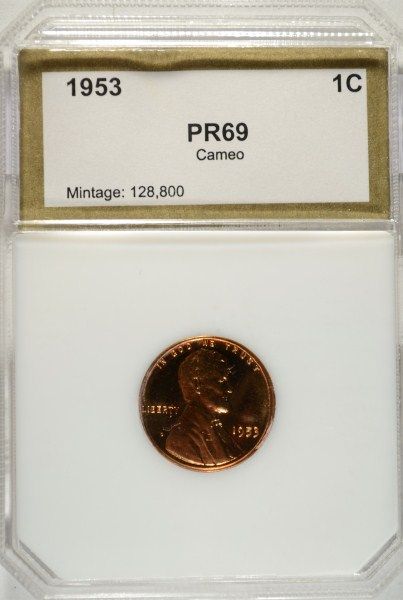 1953 1C
PR69
Cameo
Mintage: 128,800
IN GOD WE TRUST
LIBERTY
1953